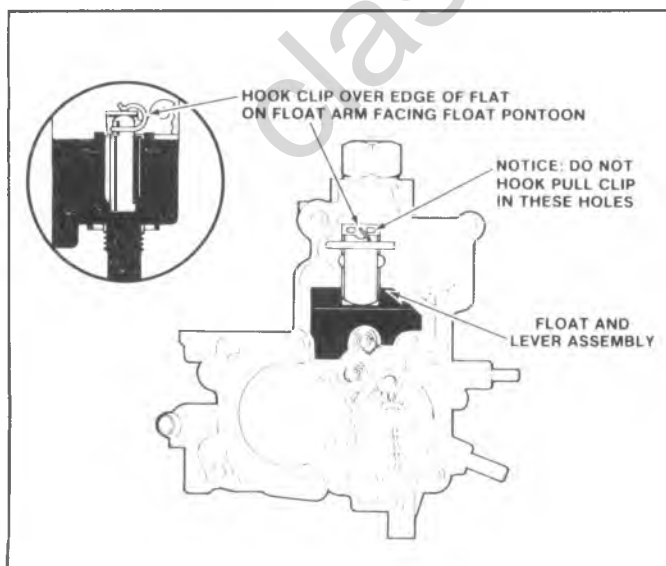 clas
HOOK CLIP OVER EDGE OF FLAT
ON FLOAT ARM FACING FLOAT PONTOON
NOTICE: DO NOT
HOOK PULL CLIP
IN THESE HOLES
FLOAT AND
LEVER ASSEMBLY